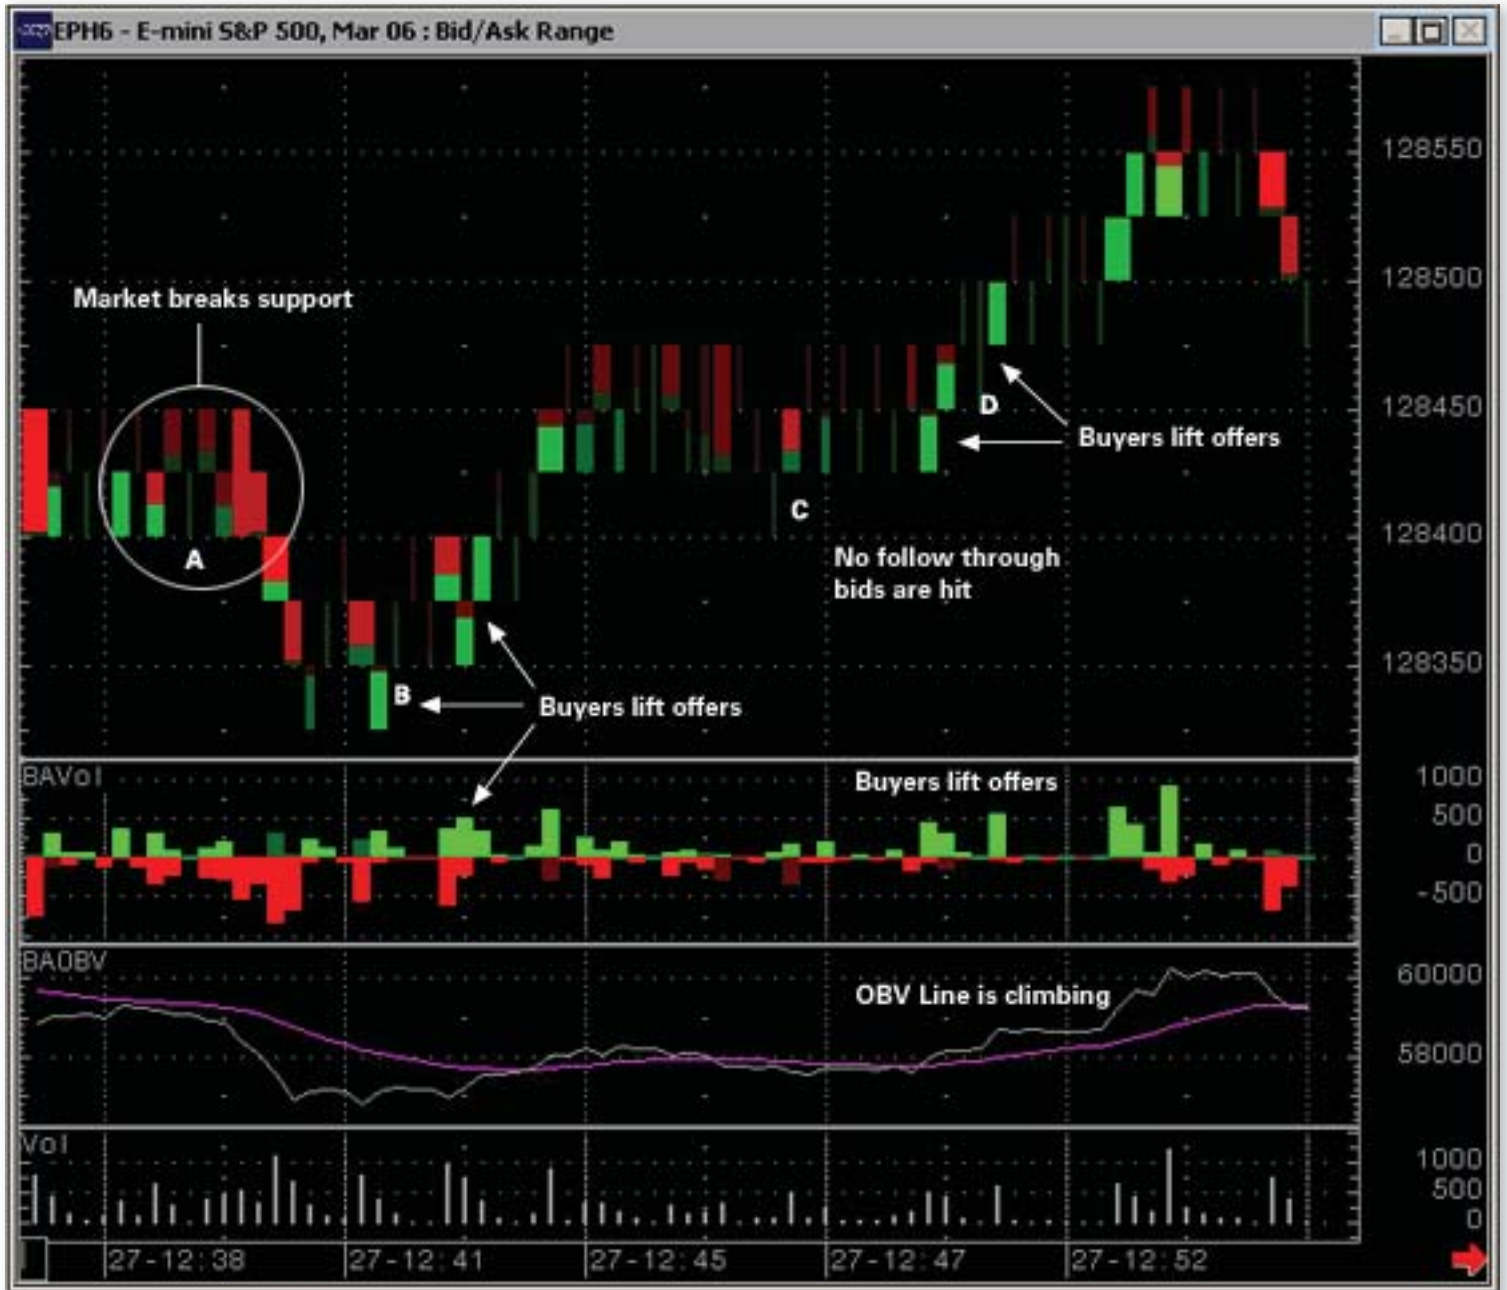 EPH6 - E-mini S&P 500, Mar 06 : Bid/Ask Range
128550
128500
Market breaks support
128450
D
Buyers lift offers
C
128400
A
No follow through
bids are hit
128350
B
Buyers lift offers
BAVol
Buyers lift offers
1000
500
0
-500
BAOBV
60000
OBV Line is climbing
58000
Vol
1000
500
0
27-12:38
27-12:41
27-12:45
27-12:47
27-12:52